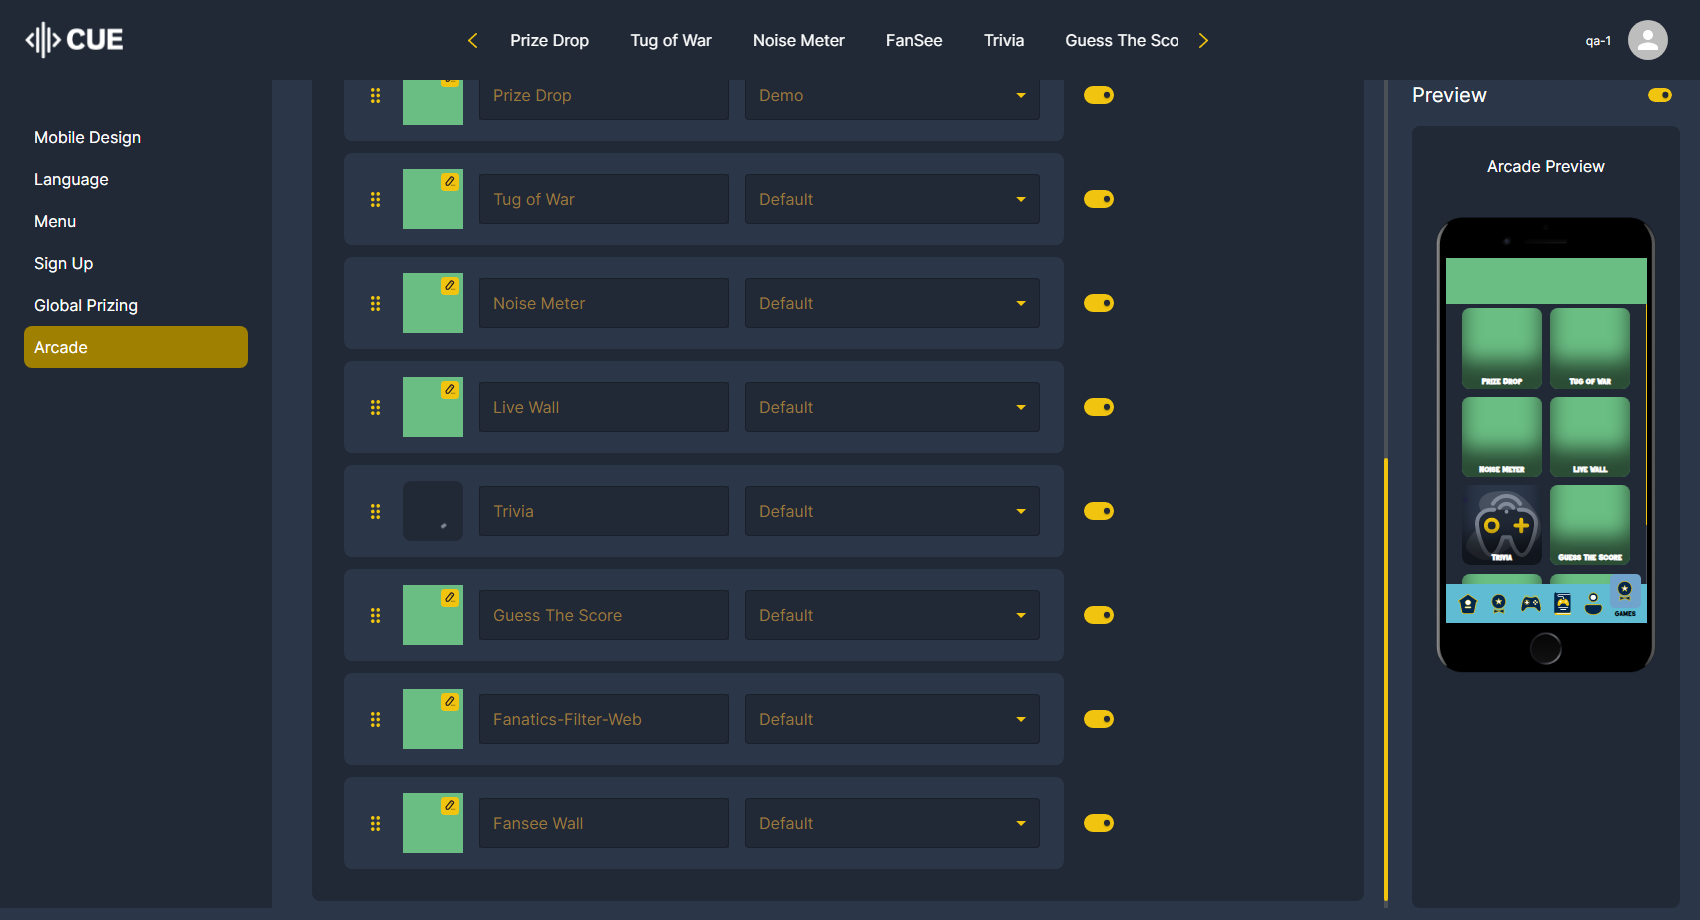 CUE
Prize Drop
Tug of War
Noise Meter
FanSee
Trivia
Guess The Sco
qa-1
Mobile Design
Language
Menu
Sign Up
Global Prizing
Arcade
Prize Drop
Demo
Tug of War
Default
Noise Meter
Default
Live Wall
Default
Trivia
Default
Guess The Score
Default
Fanatics-Filter-Web
Default
Fansee Wall
Default
Preview
Arcade Preview
Prize Drop
Tug of War
Noise Meter
Live Wall
Trivia
Guess The Score
GAMES